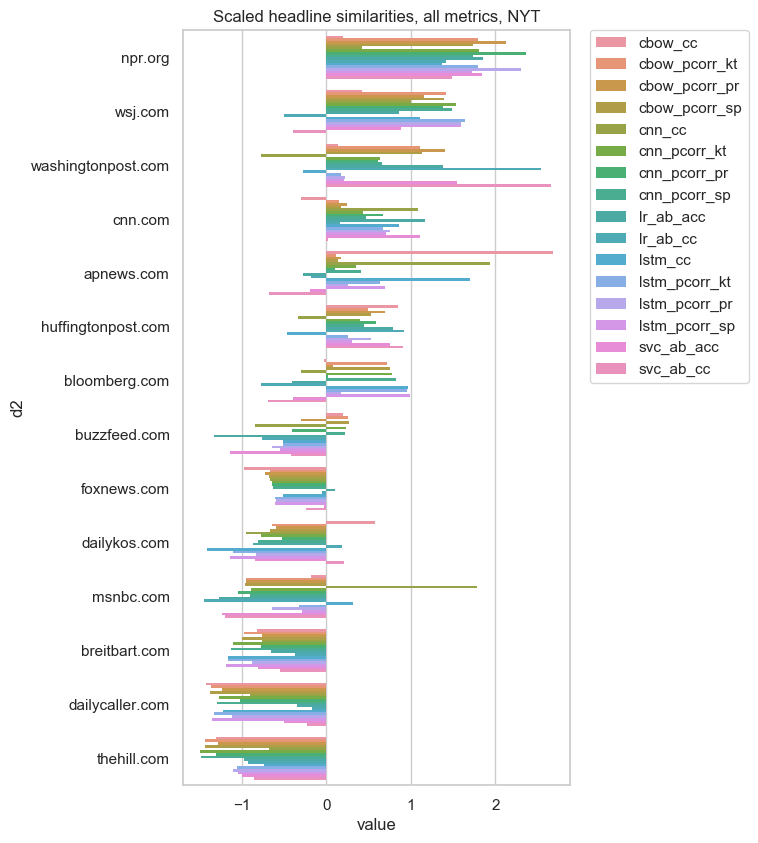 Scaled headline similarities, all metrics, NYT
npr.org
wsj.com
washingtonpost.com
cnn.com
apnews.com
huffingtonpost.com
bloomberg.com
buzzfeed.com
foxnews.com
dailykos.com
msnbc.com
breitbart.com
dailycaller.com
thehill.com
d2
−1
0
1
2
value
cbow_cc
cbow_pcorr_kt
cbow_pcorr_pr
cbow_pcorr_sp
cnn_cc
cnn_pcorr_kt
cnn_pcorr_pr
cnn_pcorr_sp
lr_ab_acc
lr_ab_cc
lstm_cc
lstm_pcorr_kt
lstm_pcorr_pr
lstm_pcorr_sp
svc_ab_acc
svc_ab_cc